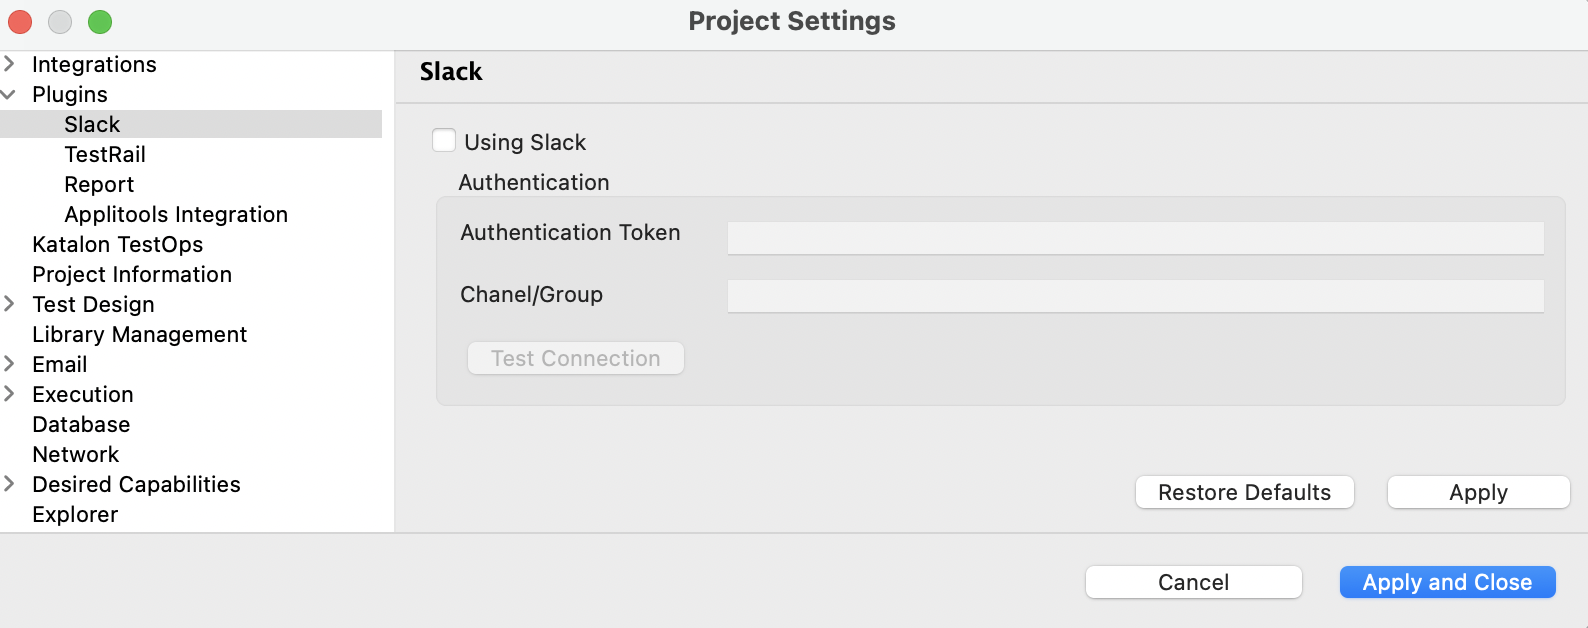 Project Settings
Integrations
Plugins
Slack
TestRail
Report
Applitools Integration
Katalon TestOps
Project Information
Test Design
Library Management
Email
Execution
Database
Network
Desired Capabilities
Explorer
Slack
Using Slack
Authentication
Authentication Token
Chanel/Group
Test Connection
Restore Defaults
Apply
Cancel
Apply and Close